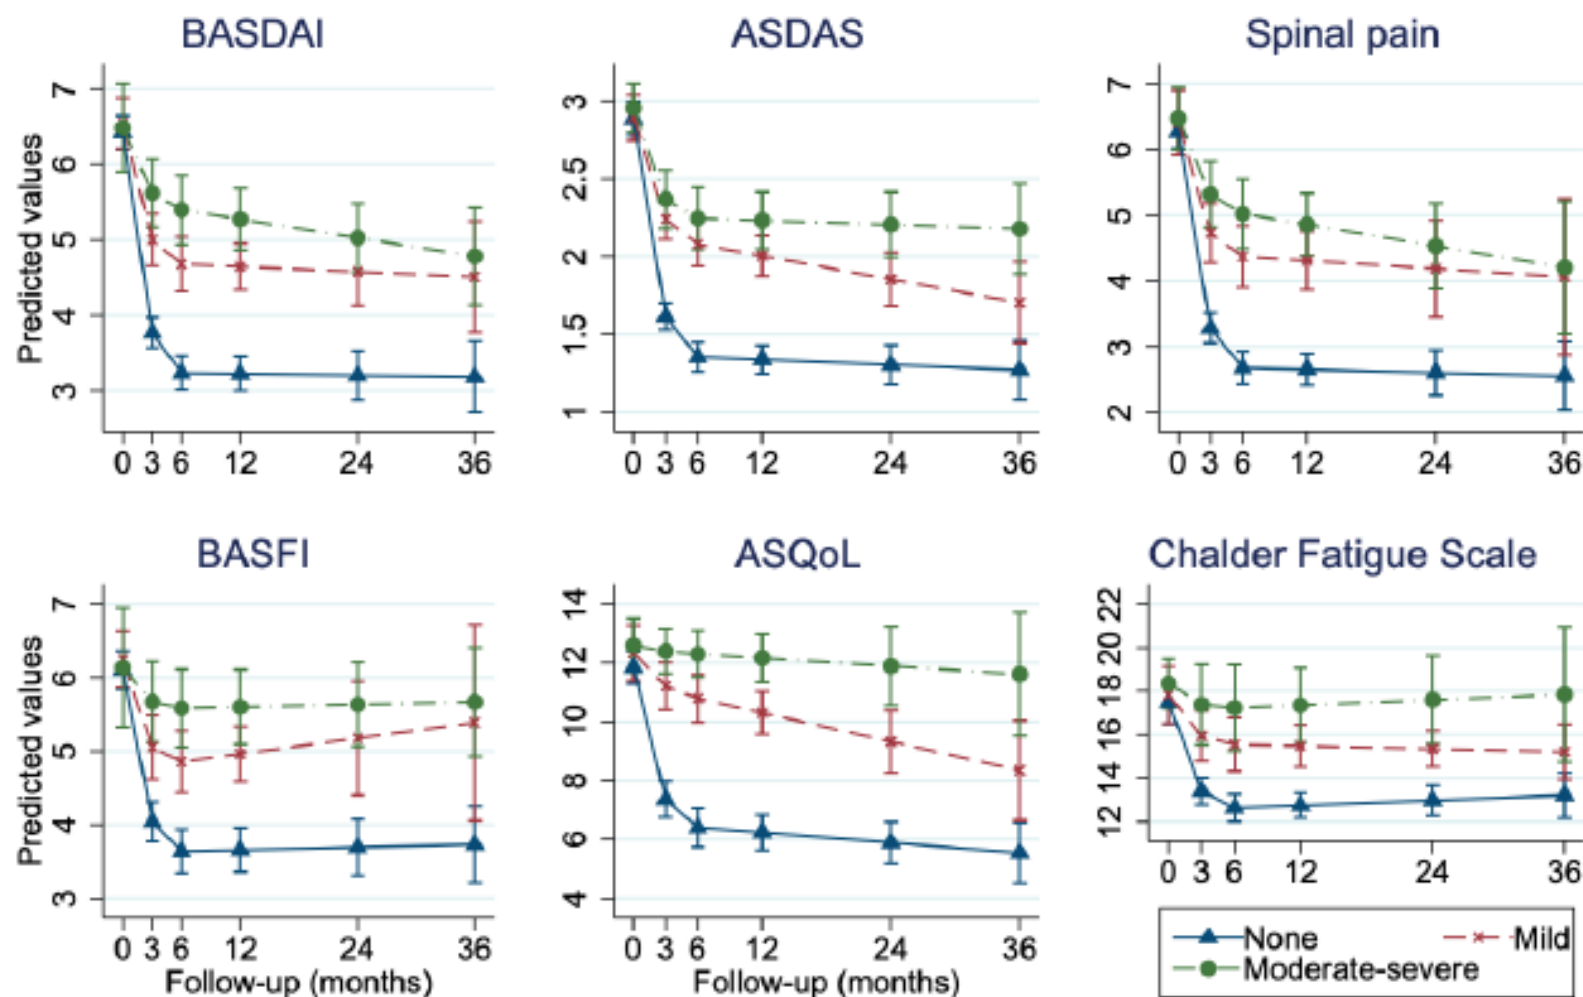 BASDAI
Predicted values
7
6
5
4
3
0 3 6 12 24 36
ASDAS
3
2.5
2
1.5
1
0 3 6 12 24 36
Spinal pain
7
6
5
4
3
2
0 3 6 12 24 36
BASFI
Predicted values
7
6
5
4
3
0 3 6 12 24 36
Follow-up (months)
ASQoL
14
12
10
8
6
4
0 3 6 12 24 36
Follow-up (months)
Chalder Fatigue Scale
22
20
18
16
14
12
0 3 6 12 24 36
None Mild
Moderate-severe